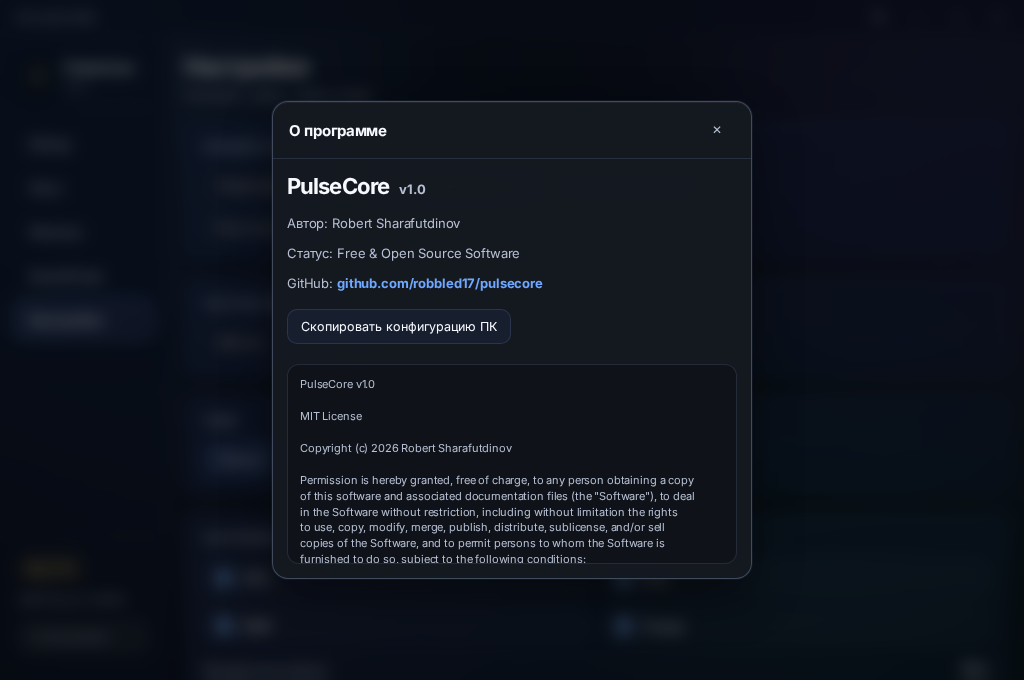 О программе
×
PulseCore v1.0
Автор: Robert Sharafutdinov
Статус: Free & Open Source Software
GitHub: github.com/robbled17/pulsecore
Скопировать конфигурацию ПК
PulseCore v1.0
MIT License
Copyright (c) 2026 Robert Sharafutdinov
Permission is hereby granted, free of charge, to any person obtaining a copy
of this software and associated documentation files (the "Software"), to deal
in the Software without restriction, including without limitation the rights
to use, copy, modify, merge, publish, distribute, sublicense, and/or sell
copies of the Software, and to permit persons to whom the Software is
furnished to do so, subject to the following conditions: